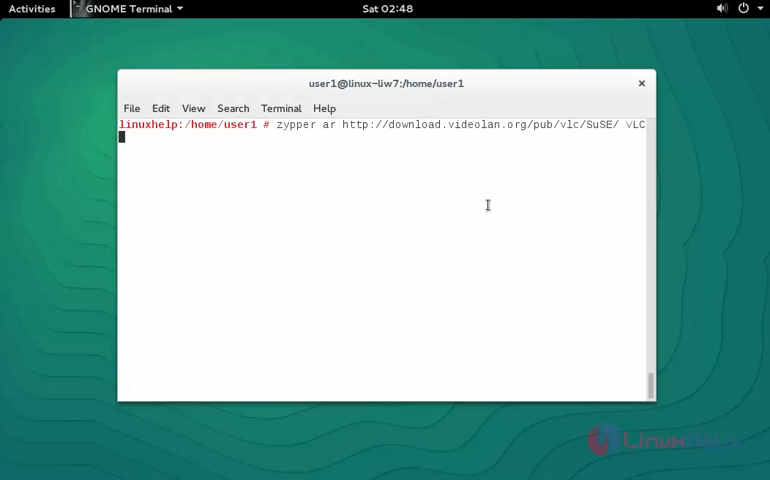 Activities GNOME Terminal Sat 02:48
user1@linux-liw7:/home/user1
File Edit View Search Terminal Help
linuxhelp:/home/user1 # zypper ar http://download.videolan.org/pub/vlc/SuSE/ VLC
LinuxHelp